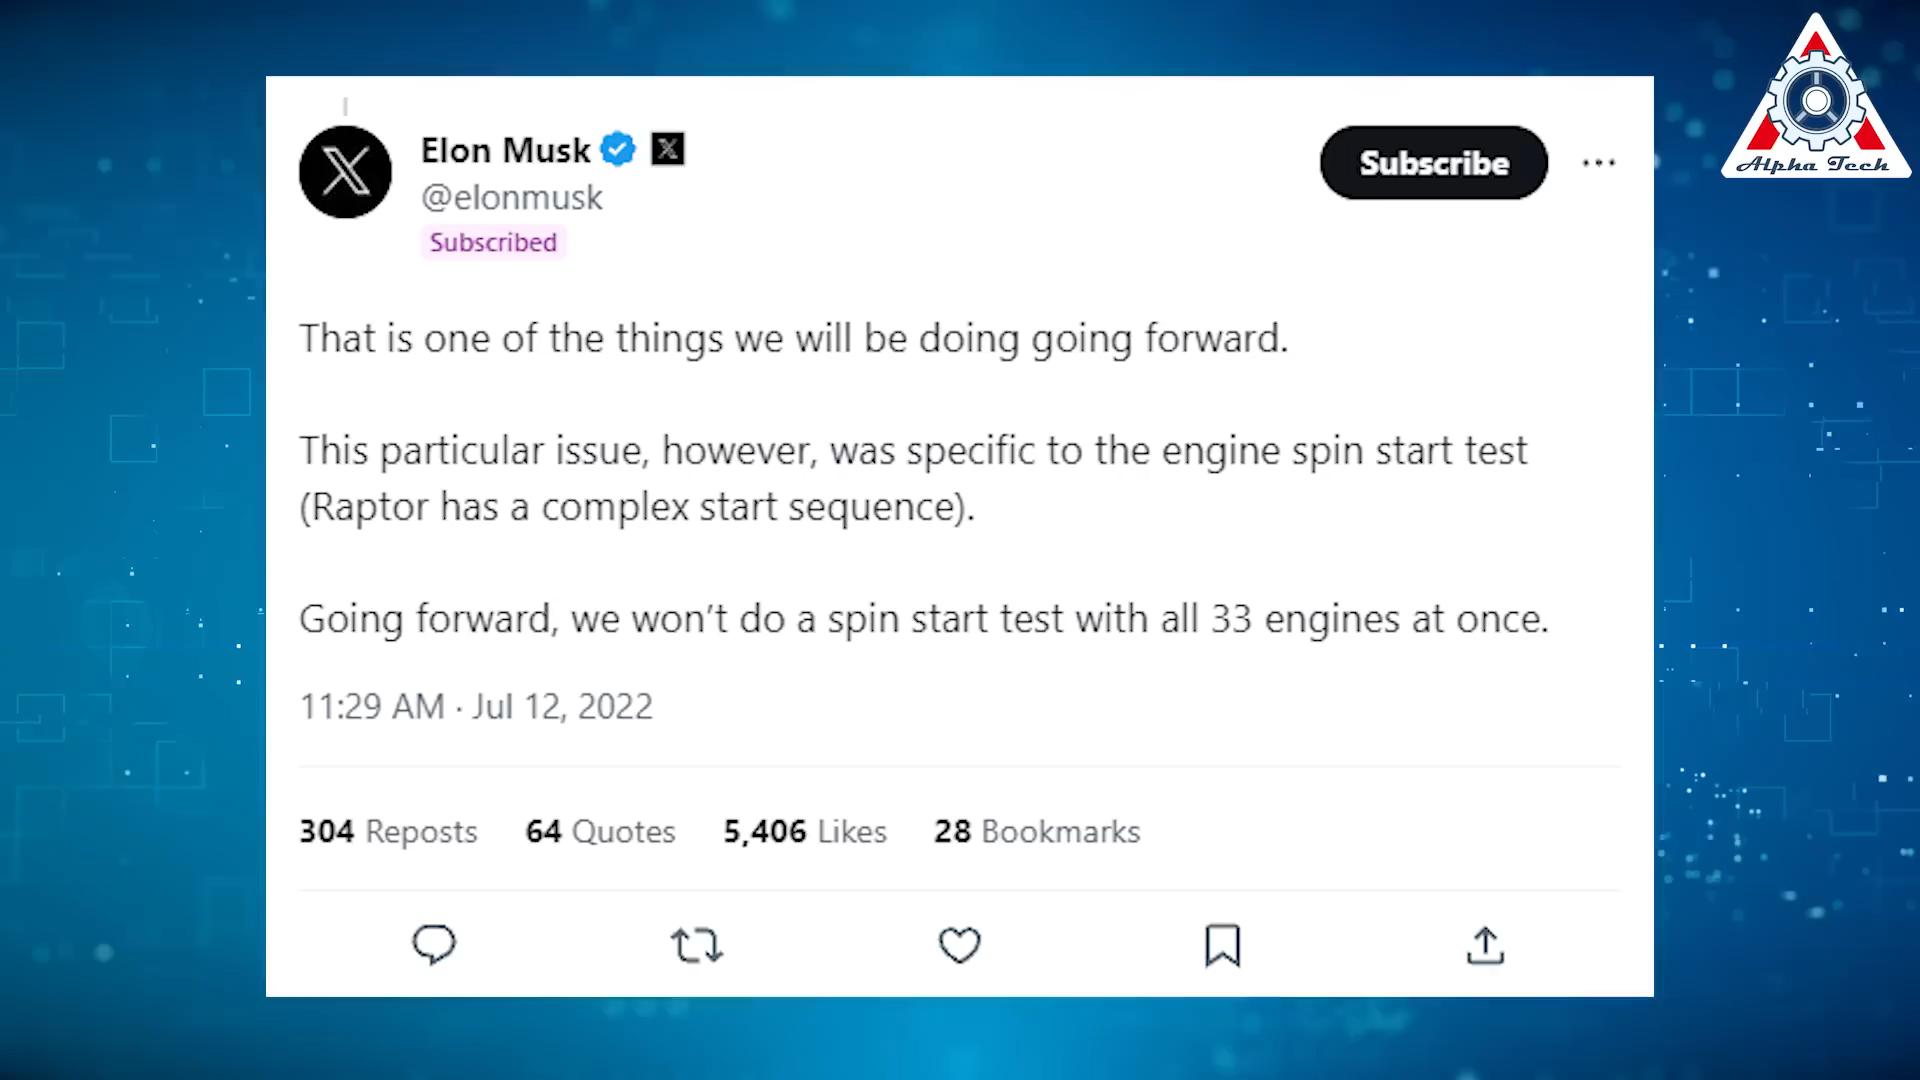 Alpha Tech
Elon Musk
@elonmusk
Subscribed
Subscribe
That is one of the things we will be doing going forward.
This particular issue, however, was specific to the engine spin start test
(Raptor has a complex start sequence).
Going forward, we won’t do a spin start test with all 33 engines at once.
11:29 AM · Jul 12, 2022
304 Reposts 64 Quotes 5,406 Likes 28 Bookmarks